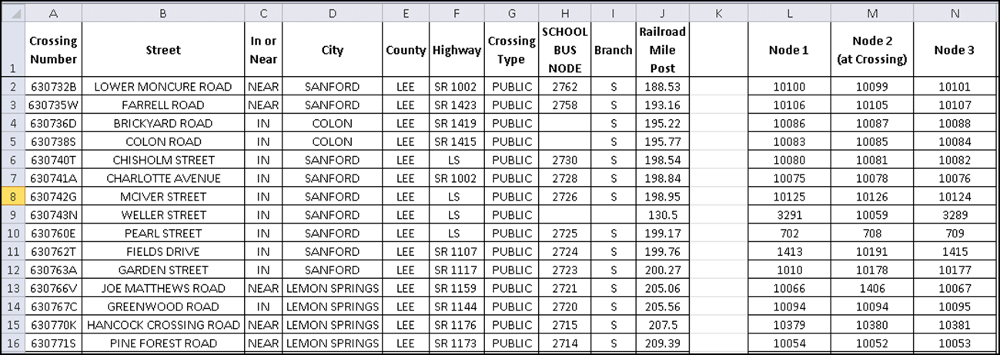 A B C D E F G H I J K L M N
1 Crossing Number Street In or Near City County Highway Crossing Type SCHOOL BUS NODE Branch Railroad Mile Post Node 1 Node 2 (at Crossing) Node 3
2 630732B LOWER MONCURE ROAD NEAR SANFORD LEE SR 1002 PUBLIC 2762 S 188.53 10100 10099 10101
3 630735W FARRELL ROAD NEAR SANFORD LEE SR 1423 PUBLIC 2758 S 193.16 10106 10105 10107
4 630736D BRICKYARD ROAD IN COLON LEE SR 1419 PUBLIC S 195.22 10086 10087 10088
5 630738S COLON ROAD IN COLON LEE SR 1415 PUBLIC S 195.77 10083 10085 10084
6 630740T CHISHOLM STREET IN SANFORD LEE LS PUBLIC 2730 S 198.54 10080 10081 10082
7 630741A CHARLOTTE AVENUE IN SANFORD LEE SR 1002 PUBLIC 2728 S 198.84 10075 10078 10076
8 630742G MCIVER STREET IN SANFORD LEE LS PUBLIC 2726 S 198.95 10125 10126 10124
9 630743N WELLER STREET IN SANFORD LEE LS PUBLIC 130.5 3291 10059 3289
10 630760E PEARL STREET IN SANFORD LEE LS PUBLIC 2725 S 199.17 702 708 709
11 630762T FIELDS DRIVE IN SANFORD LEE SR 1107 PUBLIC 2724 S 199.76 1413 10191 1415
12 630763A GARDEN STREET IN SANFORD LEE SR 1117 PUBLIC 2723 S 200.27 1010 10178 10177
13 630766V JOE MATTHEWS ROAD NEAR LEMON SPRINGS LEE SR 1159 PUBLIC 2721 S 205.06 10066 1406 10067
14 630767C GREENWOOD ROAD IN LEMON SPRINGS LEE SR 1144 PUBLIC 2720 S 205.56 10094 10094 10095
15 630770K HANCOCK CROSSING ROAD NEAR LEMON SPRINGS LEE SR 1176 PUBLIC 2715 S 207.5 10379 10380 10381
16 630771S PINE FOREST ROAD NEAR LEMON SPRINGS LEE SR 1173 PUBLIC 2714 S 209.39 10054 10052 10053